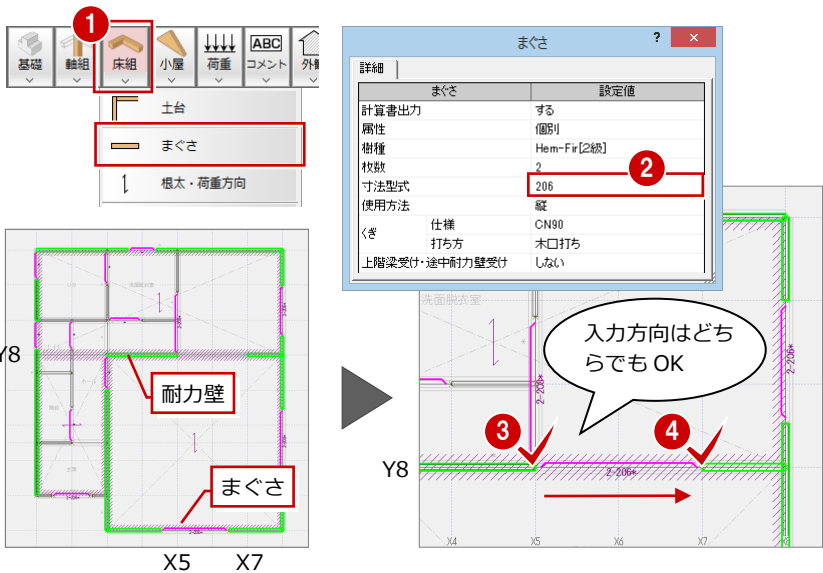 1
基礎 軸組 床組 小屋 荷重 コメント
ABC
土台
まぐさ
根太・荷重方向
まぐさ ? ×
詳細
まぐさ 設定値
計算書出力 する
属性 個別
樹種 Hem-Fir[2級]
枚数 2
2
寸法型式 206
使用方法 縦
くぎ 仕様 CN90
打ち方 木口打ち
上階梁受け・途中耐力壁受け しない
Y8
耐力壁
まぐさ
X5 X7
洗面脱衣室
入力方向はどち
らでも OK
2-206*
2-208*
3 4
Y8
2-206*
X4 X5 X6 X7